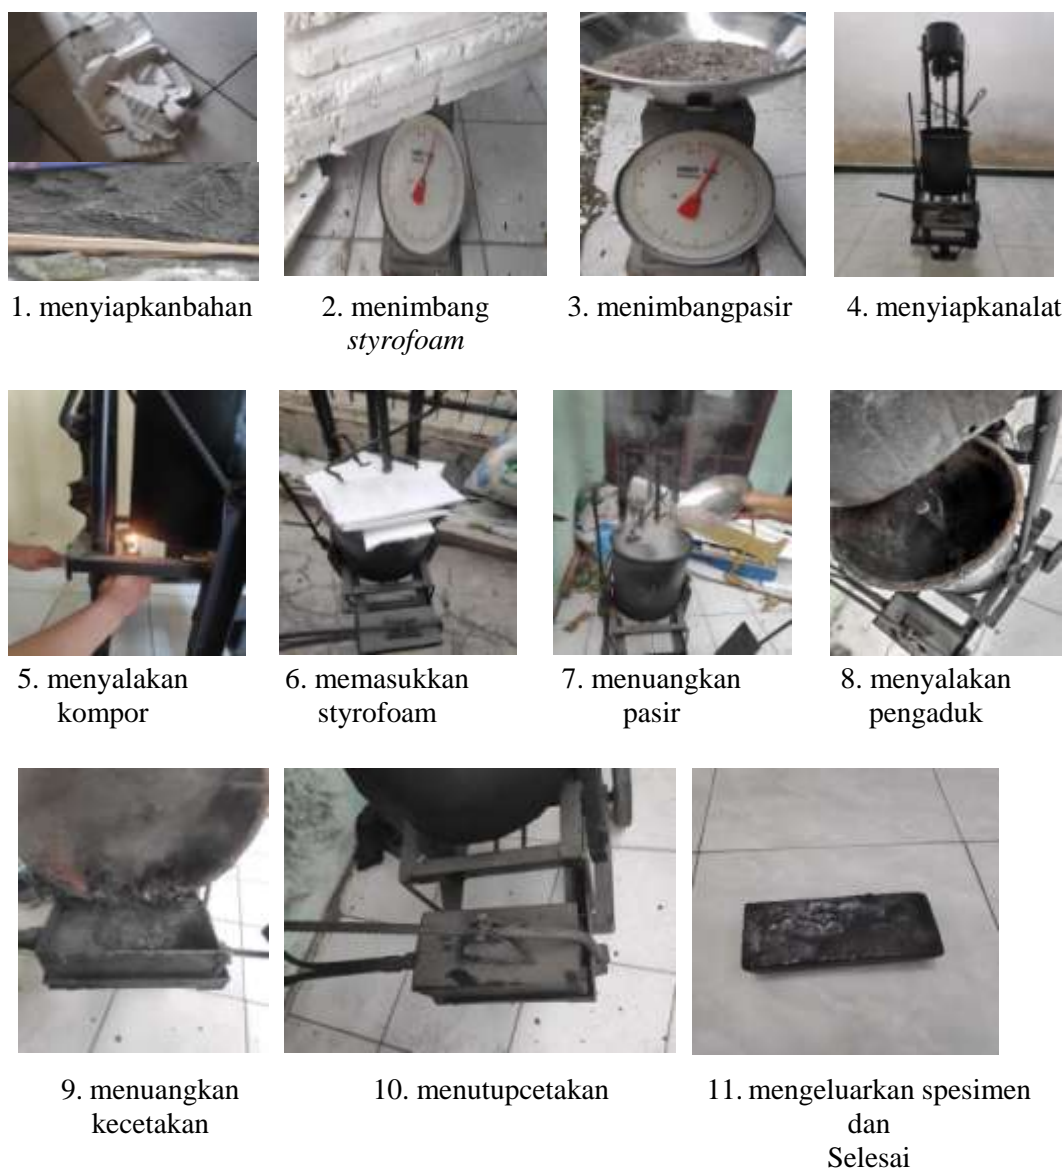 1. menyiapkanbahan
2. menimbang
styrofoam
3. menimbangpasir
4. menyiapkanalat
5. menyalakan
kompor
6. memasukkan
styrofoam
7. menuangkan
pasir
8. menyalakan
pengaduk
9. menuangkan
kecetakan
10. menutupcetakan
11. mengeluarkan spesimen
dan
Selesai